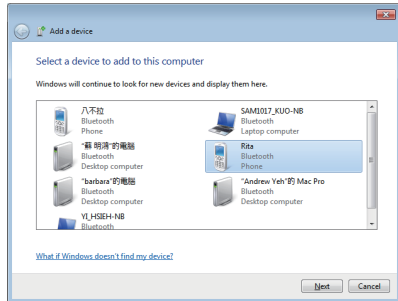 Add a device
Select a device to add to this computer
Windows will continue to look for new devices and display them here.
八不拉
Bluetooth
Phone
SAM1017_KUO-NB
Bluetooth
Laptop computer
"蘇 明清"的電腦
Bluetooth
Desktop computer
Rita
Bluetooth
Phone
"barbara"的電腦
Bluetooth
Desktop computer
"Andrew Yeh"的 Mac Pro
Bluetooth
Desktop computer
YI_HSIEH-NB
Bluetooth
What if Windows doesn't find my device?
Next
Cancel